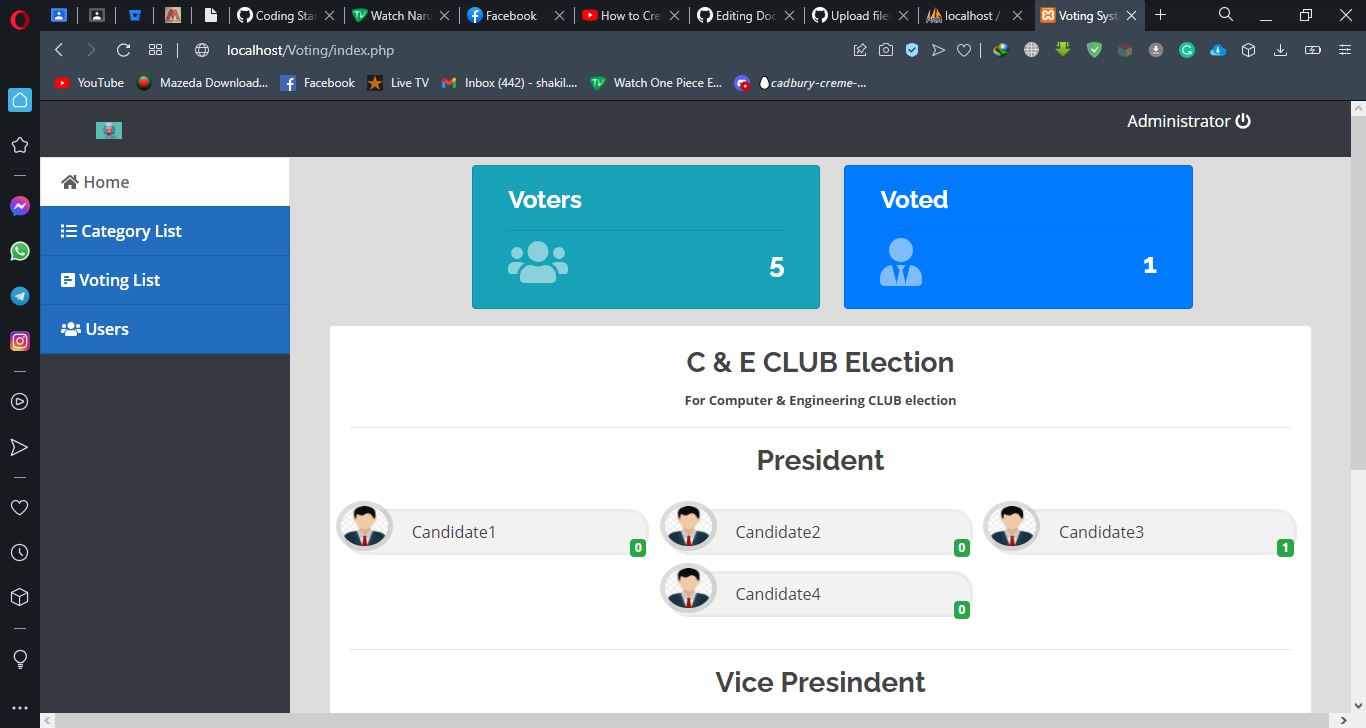 Coding Star
Watch Naru
Facebook
How to Cre
Editing Doc
Upload file
localhost /
Voting Syst
localhost/Voting/index.php
YouTube
Mazeda Download...
Facebook
Live TV
Inbox (442) - shakil....
Watch One Piece E...
cadbury-creme-...
Administrator
Home
Category List
Voting List
Users
Voters
5
Voted
1
C & E CLUB Election
For Computer & Engineering CLUB election
President
Candidate1
0
Candidate2
0
Candidate3
1
Candidate4
0
Vice Presindent